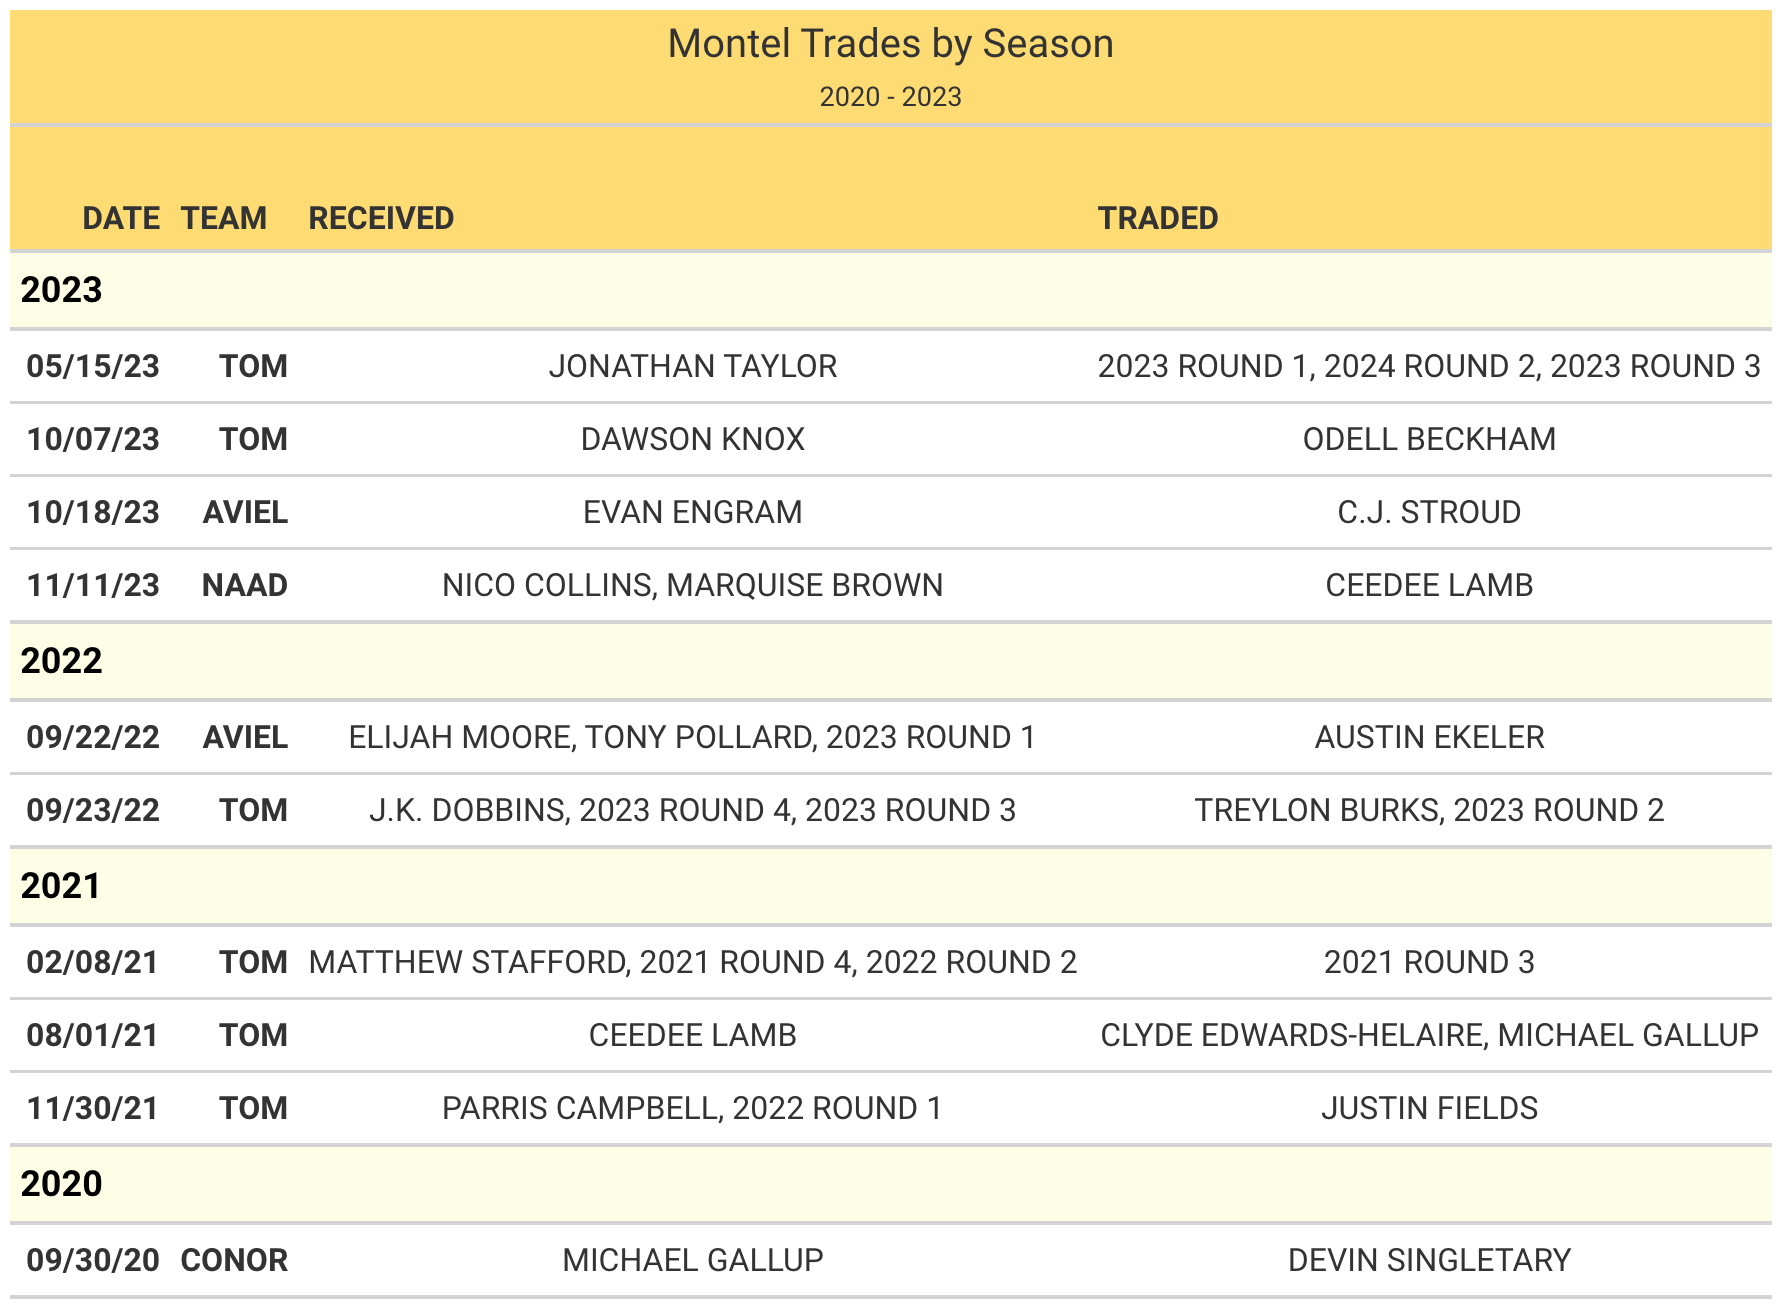 Montel Trades by Season
2020 - 2023
DATE TEAM RECEIVED TRADED
2023
05/15/23 TOM JONATHAN TAYLOR 2023 ROUND 1, 2024 ROUND 2, 2023 ROUND 3
10/07/23 TOM DAWSON KNOX ODELL BECKHAM
10/18/23 AVIEL EVAN ENGRAM C.J. STROUD
11/11/23 NAAD NICO COLLINS, MARQUISE BROWN CEEDEE LAMB
2022
09/22/22 AVIEL ELIJAH MOORE, TONY POLLARD, 2023 ROUND 1 AUSTIN EKELER
09/23/22 TOM J.K. DOBBINS, 2023 ROUND 4, 2023 ROUND 3 TREYLON BURKS, 2023 ROUND 2
2021
02/08/21 TOM MATTHEW STAFFORD, 2021 ROUND 4, 2022 ROUND 2 2021 ROUND 3
08/01/21 TOM CEEDEE LAMB CLYDE EDWARDS-HELAIRE, MICHAEL GALLUP
11/30/21 TOM PARRIS CAMPBELL, 2022 ROUND 1 JUSTIN FIELDS
2020
09/30/20 CONOR MICHAEL GALLUP DEVIN SINGLETARY